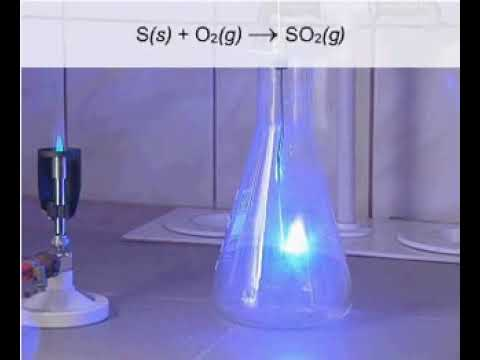 S(s) + O₂(g) ⟶ SO₂(g)